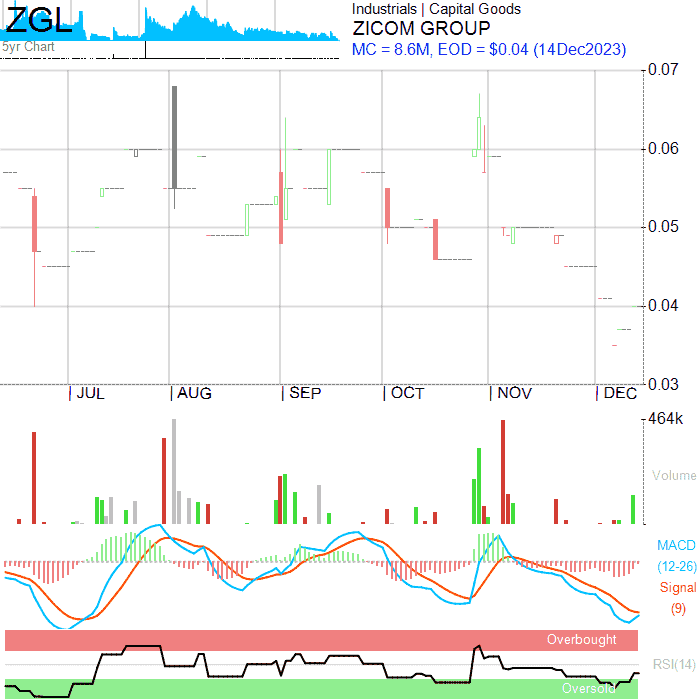 ZGL
Industrials | Capital Goods
ZICOM GROUP
5yr Chart
MC = 8.6M, EOD = $0.04 (14Dec2023)
0.07
0.06
0.05
0.04
0.03
| JUL | AUG | SEP | OCT | NOV | DEC
464k
Volume
MACD
(12-26)
Signal
(9)
Overbought
RSI(14)
Oversold